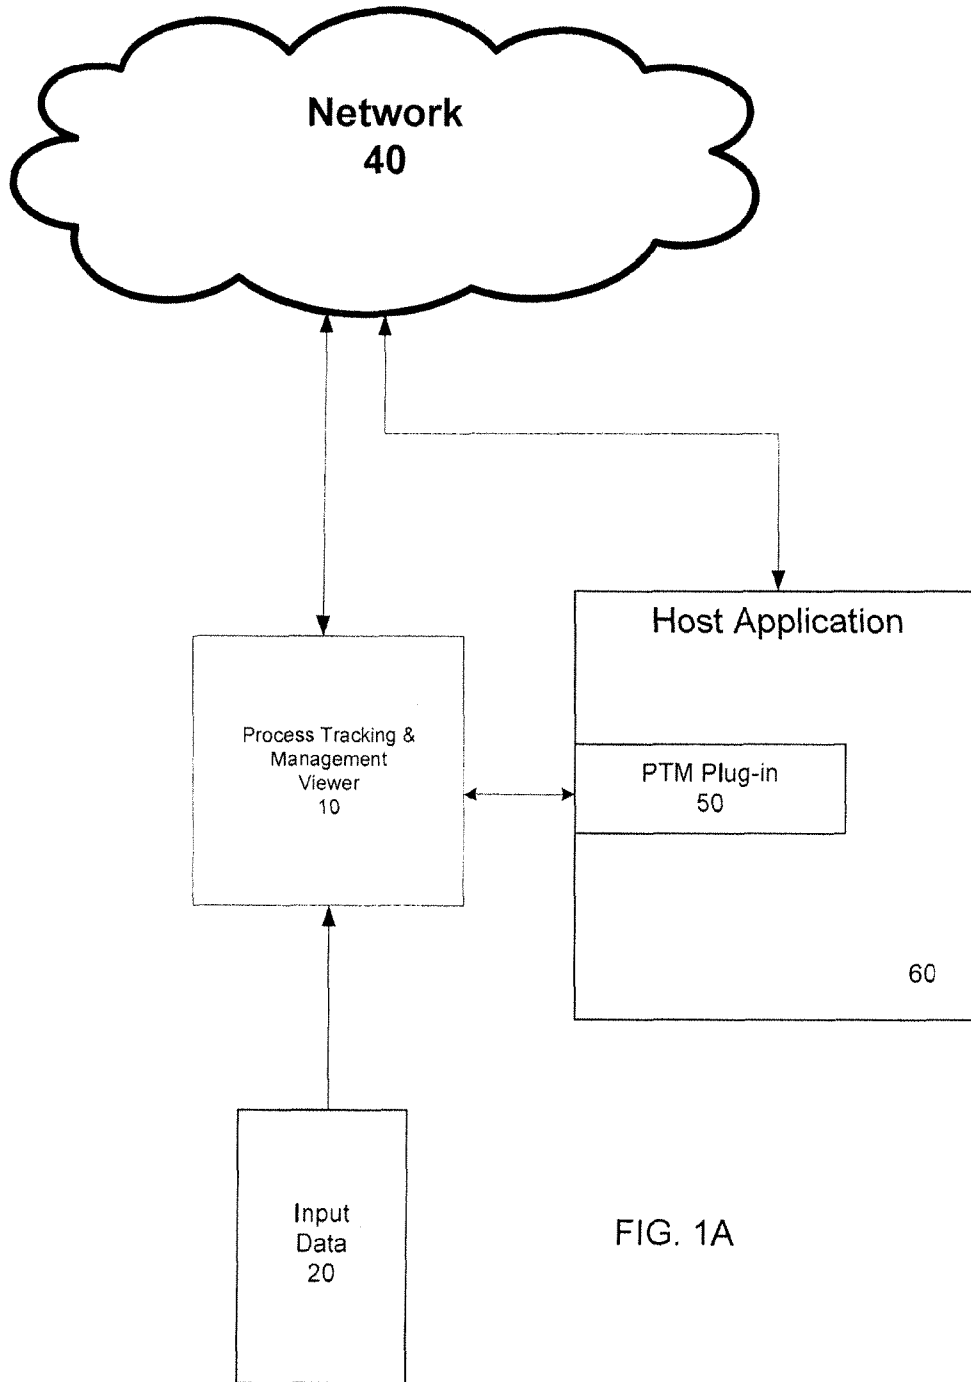 Network
40
Host Application
Process Tracking &
Management
Viewer
10
PTM Plug-in
50
60
Input
Data
20
FIG. 1A